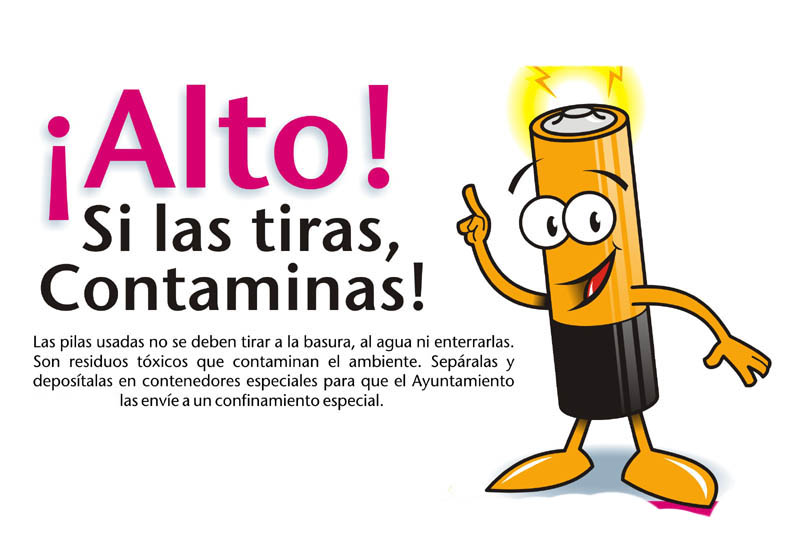 ¡Alto!
Si las tiras,
Contaminas!
Las pilas usadas no se deben tirar a la basura, al agua ni enterrarlas.
Son residuos tóxicos que contaminan el ambiente. Sepáralas y
deposítalas en contenedores especiales para que el Ayuntamiento
las envíe a un confinamiento especial.